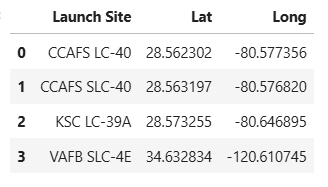 Launch Site Lat Long
0 CCAFS LC-40 28.562302 -80.577356
1 CCAFS SLC-40 28.563197 -80.576820
2 KSC LC-39A 28.573255 -80.646895
3 VAFB SLC-4E 34.632834 -120.610745